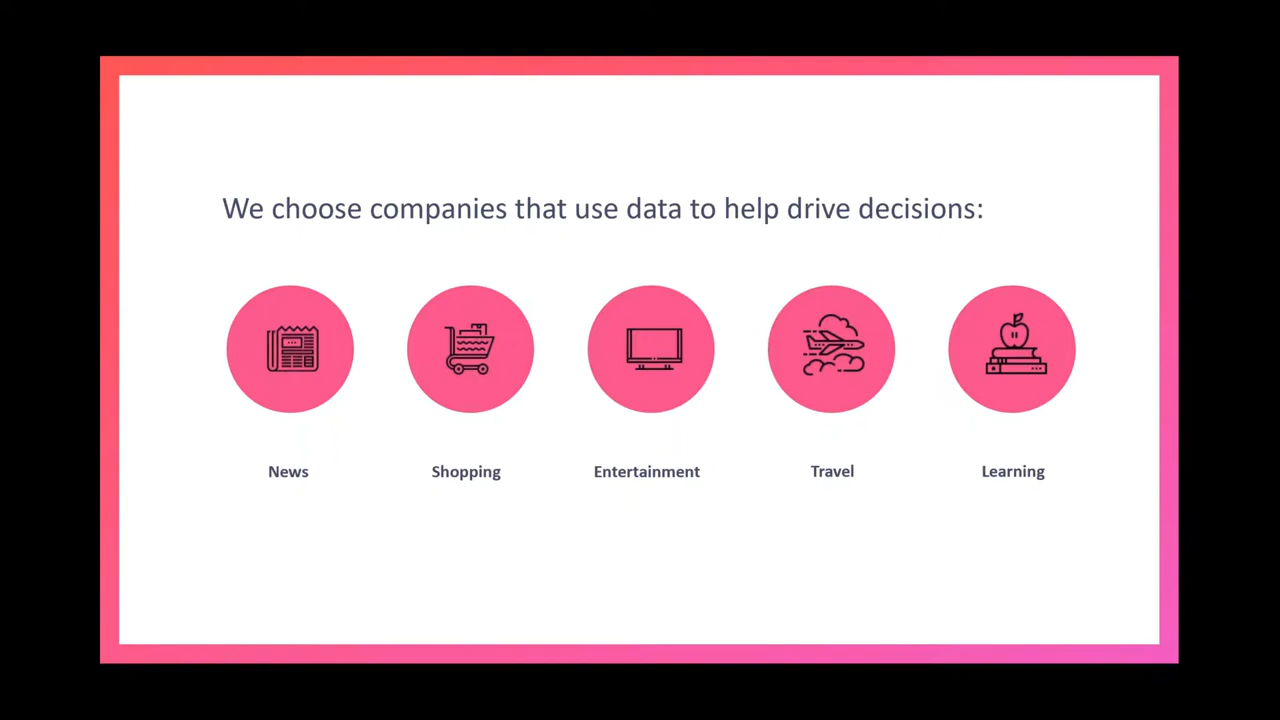 We choose companies that use data to help drive decisions:
News
Shopping
Entertainment
Travel
Learning